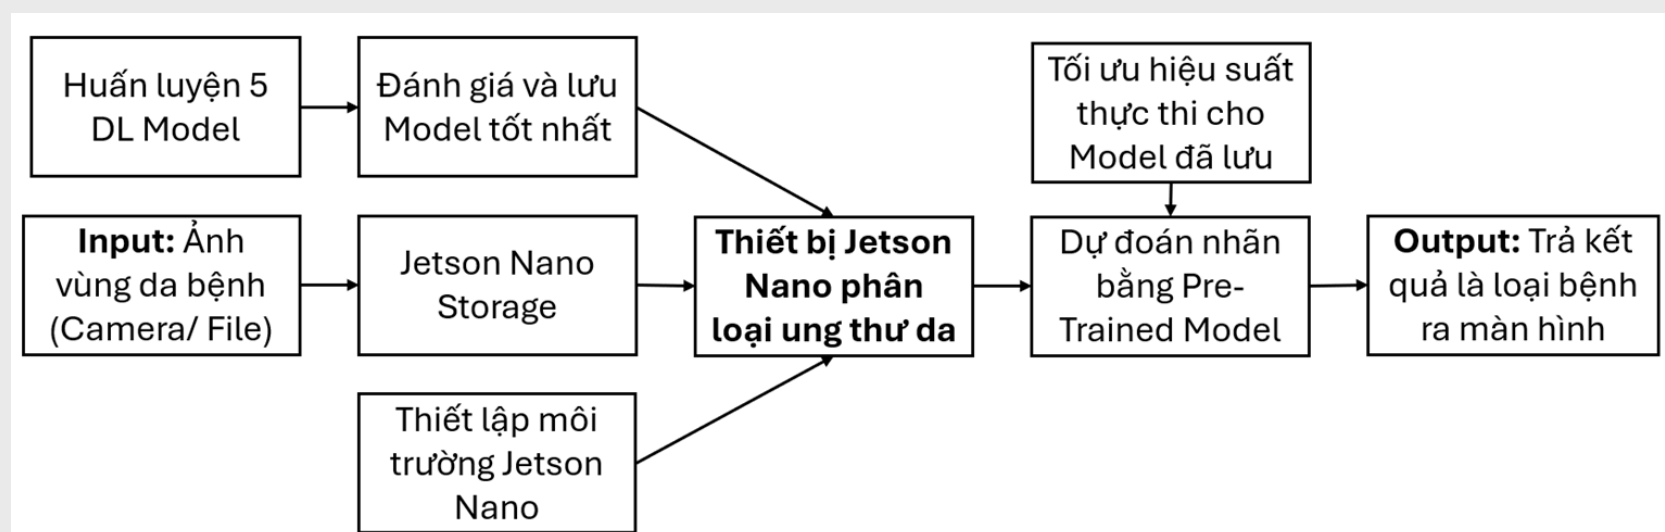 Huấn luyện 5
DL Model
Đánh giá và lưu
Model tốt nhất
Tối ưu hiệu suất
thực thi cho
Model đã lưu
Input: Ảnh
vùng da bệnh
(Camera/ File)
Jetson Nano
Storage
Thiết bị Jetson
Nano phân
loại ung thư da
Dự đoán nhãn
bằng Pre-
Trained Model
Output: Trả kết
quả là loại bệnh
ra màn hình
Thiết lập môi
trường Jetson
Nano